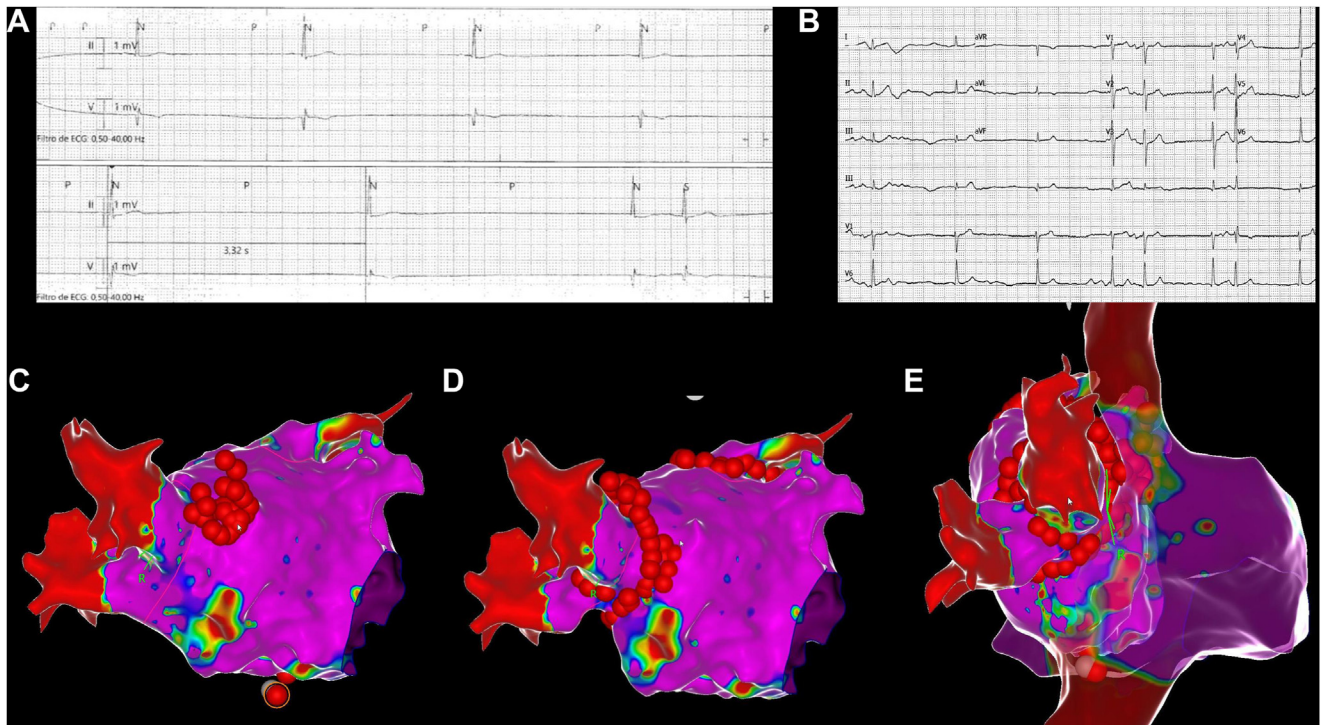 A
P P N P N P N P N P
II 1 mV
V 1 mV
Filtro de ECG: 0,50-40,00 Hz
P N P N P N S
II 1 mV
3,32 s
V 1 mV
Filtro de ECG: 0,50-40,00 Hz
B
I aVR V1 V4
II aVL V2 V5
III aVF V3 V6
III
V1
V6
C
R
D
R
E
R